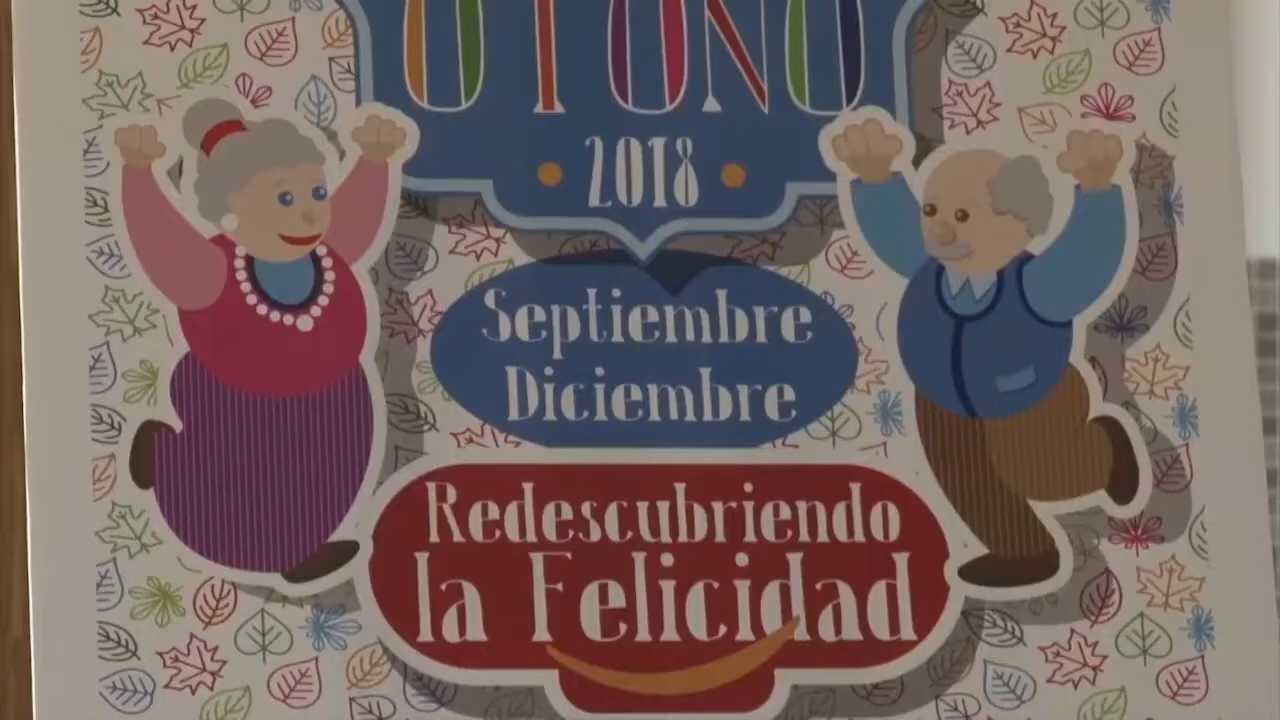 OTOÑO
2018
Septiembre
Diciembre
Redescubriendo
la Felicidad